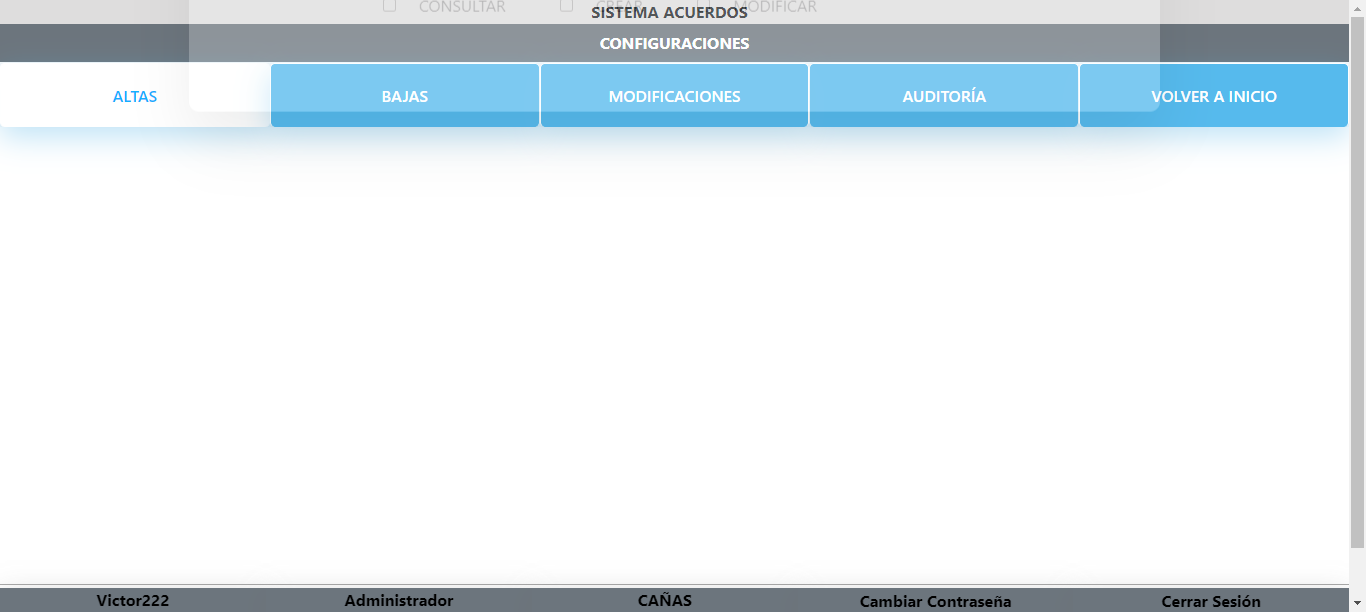 CONSULTAR CREAR MODIFICAR
SISTEMA ACUERDOS
CONFIGURACIONES
ALTAS BAJAS MODIFICACIONES AUDITORÍA VOLVER A INICIO
Victor222 Administrador CAÑAS Cambiar Contraseña Cerrar Sesión